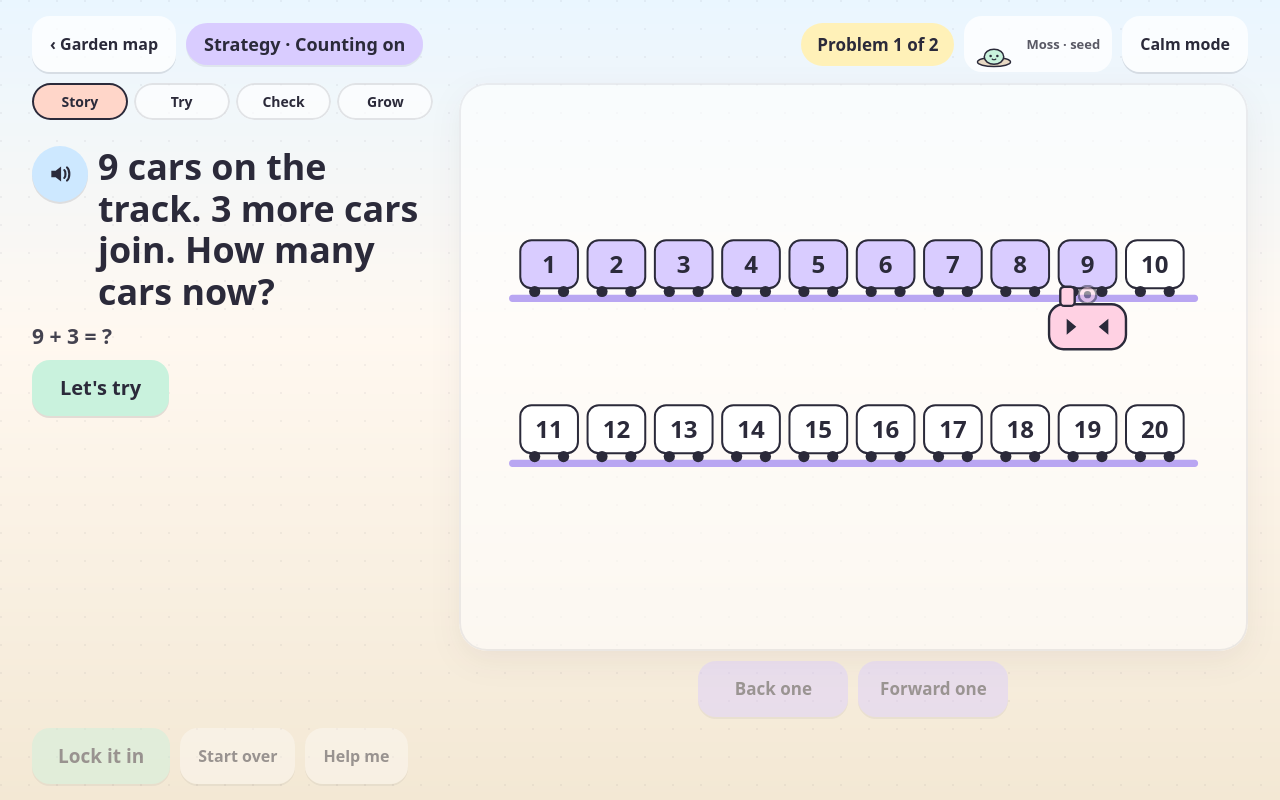 ‹ Garden map
Strategy · Counting on
Problem 1 of 2
Moss · seed
Calm mode
Story
Try
Check
Grow
9 cars on the
track. 3 more cars
join. How many
cars now?
9 + 3 = ?
Let's try
1 2 3 4 5 6 7 8 9 10
11 12 13 14 15 16 17 18 19 20
Back one
Forward one
Lock it in
Start over
Help me